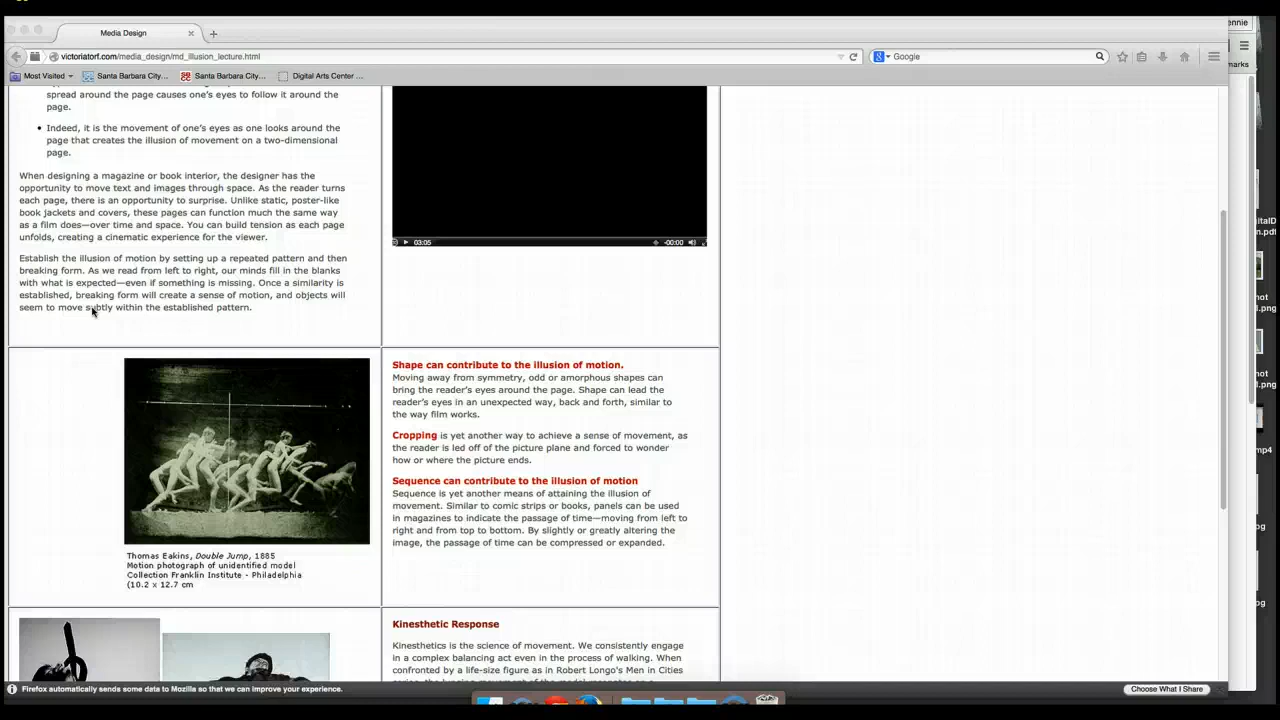 Media Design
ennie
victoriatorf.com/media_design/md_illusion_lecture.html
Google
marks
Most Visited
Santa Barbara City...
Santa Barbara City...
Digital Arts Center ...
spread around the page causes one's eyes to follow it around the
page.
Indeed, it is the movement of one's eyes as one looks around the
page that creates the illusion of movement on a two-dimensional
page.
When designing a magazine or book interior, the designer has the
opportunity to move text and images through space. As the reader turns
each page, there is an opportunity to surprise. Unlike static, poster-like
book jackets and covers, these pages can function much the same way
as a film does—over time and space. You can build tension as each page
unfolds, creating a cinematic experience for the viewer.
Establish the illusion of motion by setting up a repeated pattern and then
breaking form. As we read from left to right, our minds fill in the blanks
with what is expected—even if something is missing. Once a similarity is
established, breaking form will create a sense of motion, and objects will
seem to move subtly within the established pattern.
03:05
-00:00
Thomas Eakins, Double Jump, 1885
Motion photograph of unidentified model
Collection Franklin Institute - Philadelphia
(10.2 x 12.7 cm
Shape can contribute to the illusion of motion.
Moving away from symmetry, odd or amorphous shapes can
bring the reader's eyes around the page. Shape can lead the
reader's eyes in an unexpected way, back and forth, similar to
the way film works.
Cropping is yet another way to achieve a sense of movement, as
the reader is led off of the picture plane and forced to wonder
how or where the picture ends.
Sequence can contribute to the illusion of motion
Sequence is yet another means of attaining the illusion of
movement. Similar to comic strips or books, panels can be used
in magazines to indicate the passage of time—moving from left to
right and from top to bottom. By slightly or greatly altering the
image, the passage of time can be compressed or expanded.
Kinesthetic Response
Kinesthetics is the science of movement. We consistently engage
in a complex balancing act even in the process of walking. When
confronted by a life-size figure as in Robert Longo's Men in Cities
italD
n.pdf
not
l.png
not
l.png
mp4
Firefox automatically sends some data to Mozilla so that we can improve your experience.
Choose What I Share